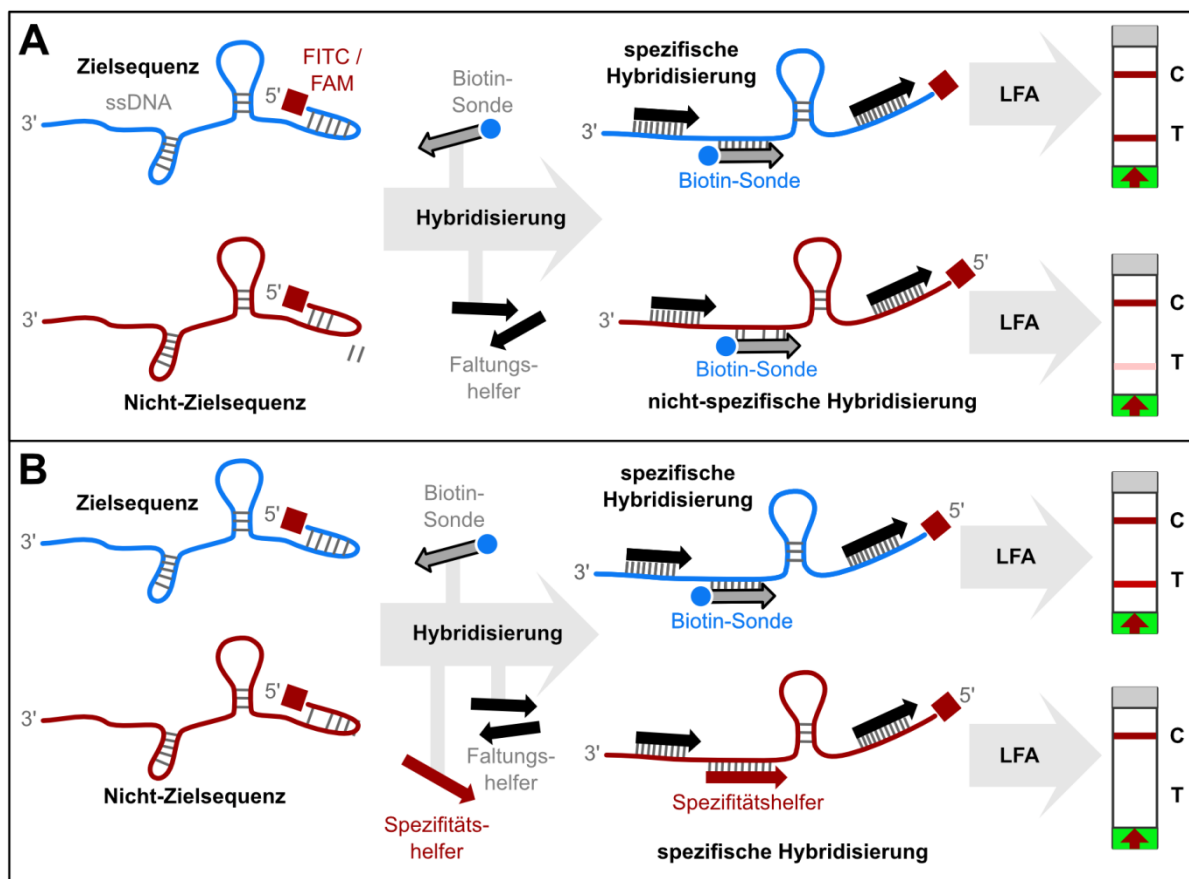 A
Zielsequenz
ssDNA
FITC /
FAM
5'
3'
Biotin-
Sonde
spezifische
Hybridisierung
3'
Biotin-Sonde
LFA
C
T
Hybridisierung
5'
3'
Nicht-Zielsequenz
Faltungs-
helfer
5'
3'
Biotin-Sonde
nicht-spezifische Hybridisierung
LFA
C
T
B
Zielsequenz
5'
3'
Biotin-
Sonde
spezifische
Hybridisierung
5'
3'
Biotin-Sonde
LFA
C
T
Hybridisierung
5'
3'
Nicht-Zielsequenz
Faltungs-
helfer
Spezifitäts-
helfer
5'
3'
Spezifitätshelfer
spezifische Hybridisierung
LFA
C
T